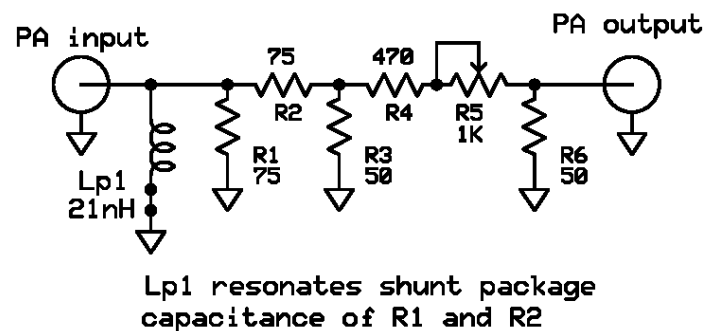 PA input
PA output
75
470
R2
R4
R5
1K
Lp1
21nH
R1
75
R3
50
R6
50
Lp1 resonates shunt package
capacitance of R1 and R2